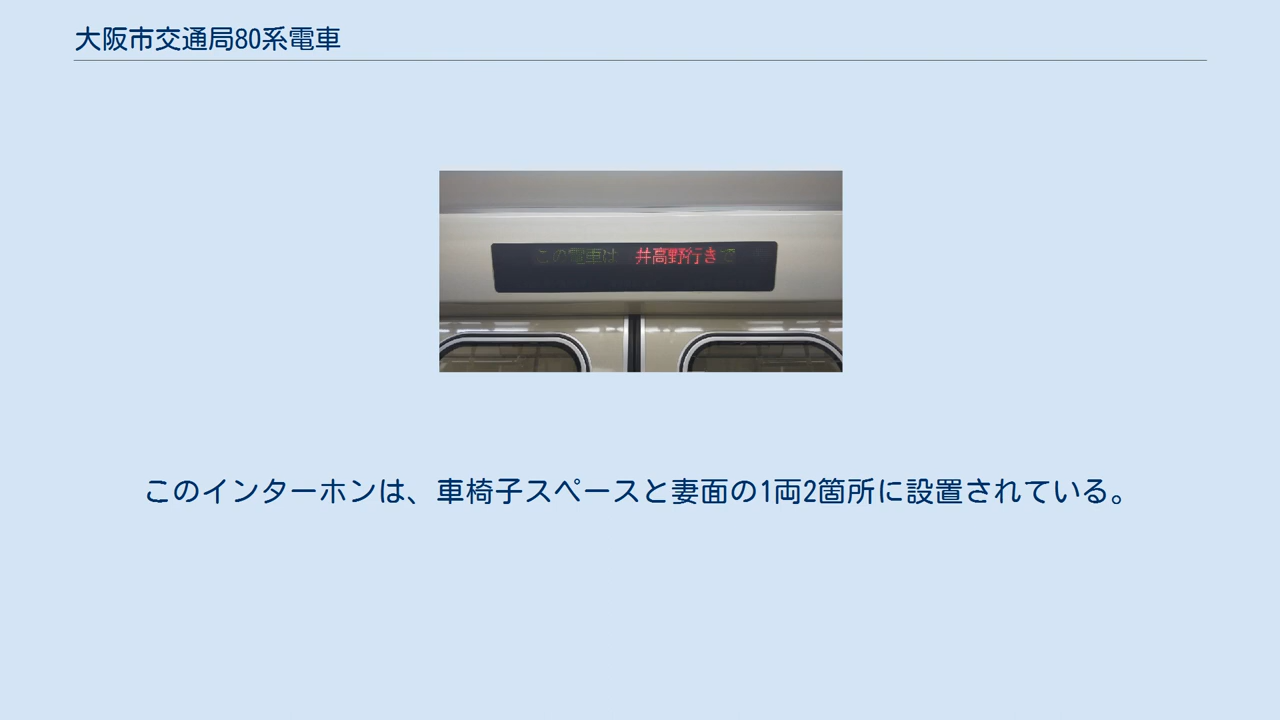 大阪市交通局80系電車
この電車は 井高野行きで
このインターホンは、車椅子スペースと妻面の1両2箇所に設置されている。